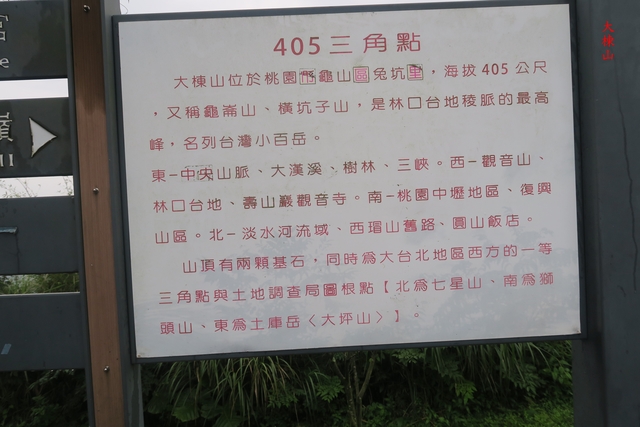 405三角點
大棟山位於桃園市龜山區兔坑里,海拔405公尺
,又稱龜崙山、橫坑子山,是林口台地稜脈的最高
峰,名列台灣小百岳。
東-中央山脈、大漢溪、樹林、三峽。西-觀音山、
林口台地、壽山巖觀音寺。南-桃園中壢地區、復興
山區。北-淡水河流域、西瑁山舊路、圓山飯店。
山頂有兩顆基石,同時為大台北地區西方的一等
三角點與土地調查局圖根點【北為七星山、南為獅
頭山、東為土庫岳〈大坪山〉】。
大棟山